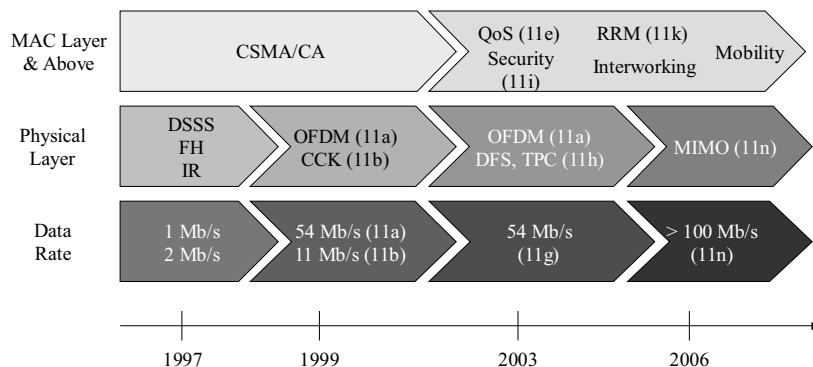 MAC Layer
& Above
CSMA/CA
QoS (11e)
Security
(11i)
RRM (11k)
Interworking
Mobility
Physical
Layer
DSSS
FH
IR
OFDM (11a)
CCK (11b)
OFDM (11a)
DFS, TPC (11h)
MIMO (11n)
Data
Rate
1 Mb/s
2 Mb/s
54 Mb/s (11a)
11 Mb/s (11b)
54 Mb/s
(11g)
> 100 Mb/s
(11n)
1997
1999
2003
2006